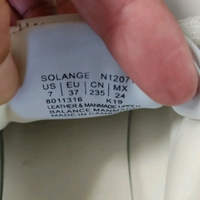 SOLANGE N1207
US EU CN MX
7 37 235 24
8011316 K19
LEATHER & MANMADE UPPER
BALANCE MANMADE
MADE IN